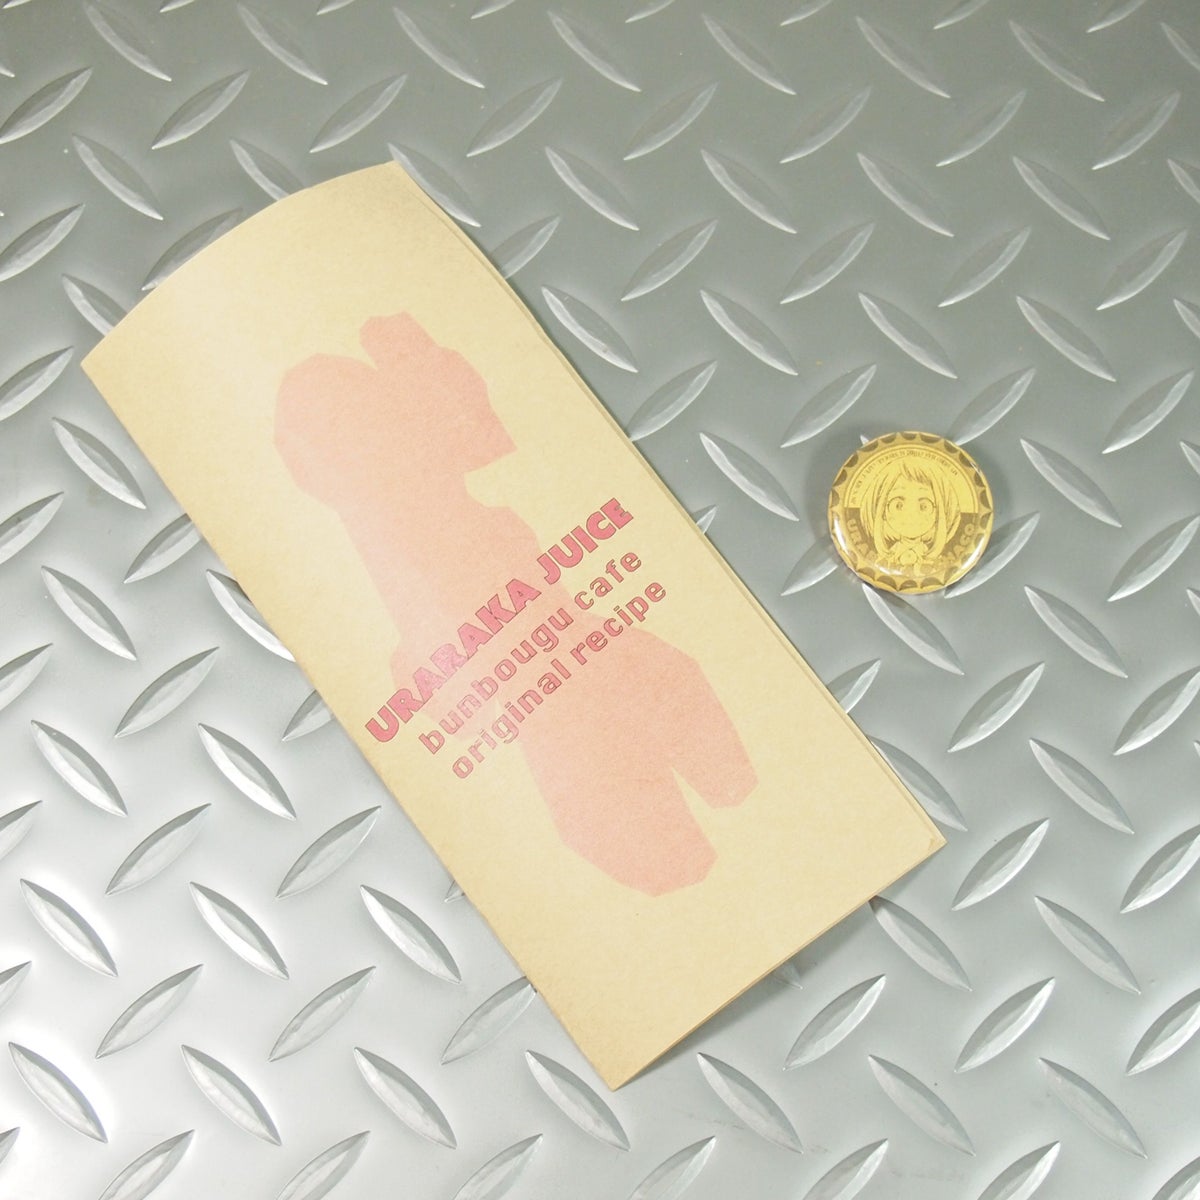 URARAKA JUICE
bunbougu cafe
original recipe